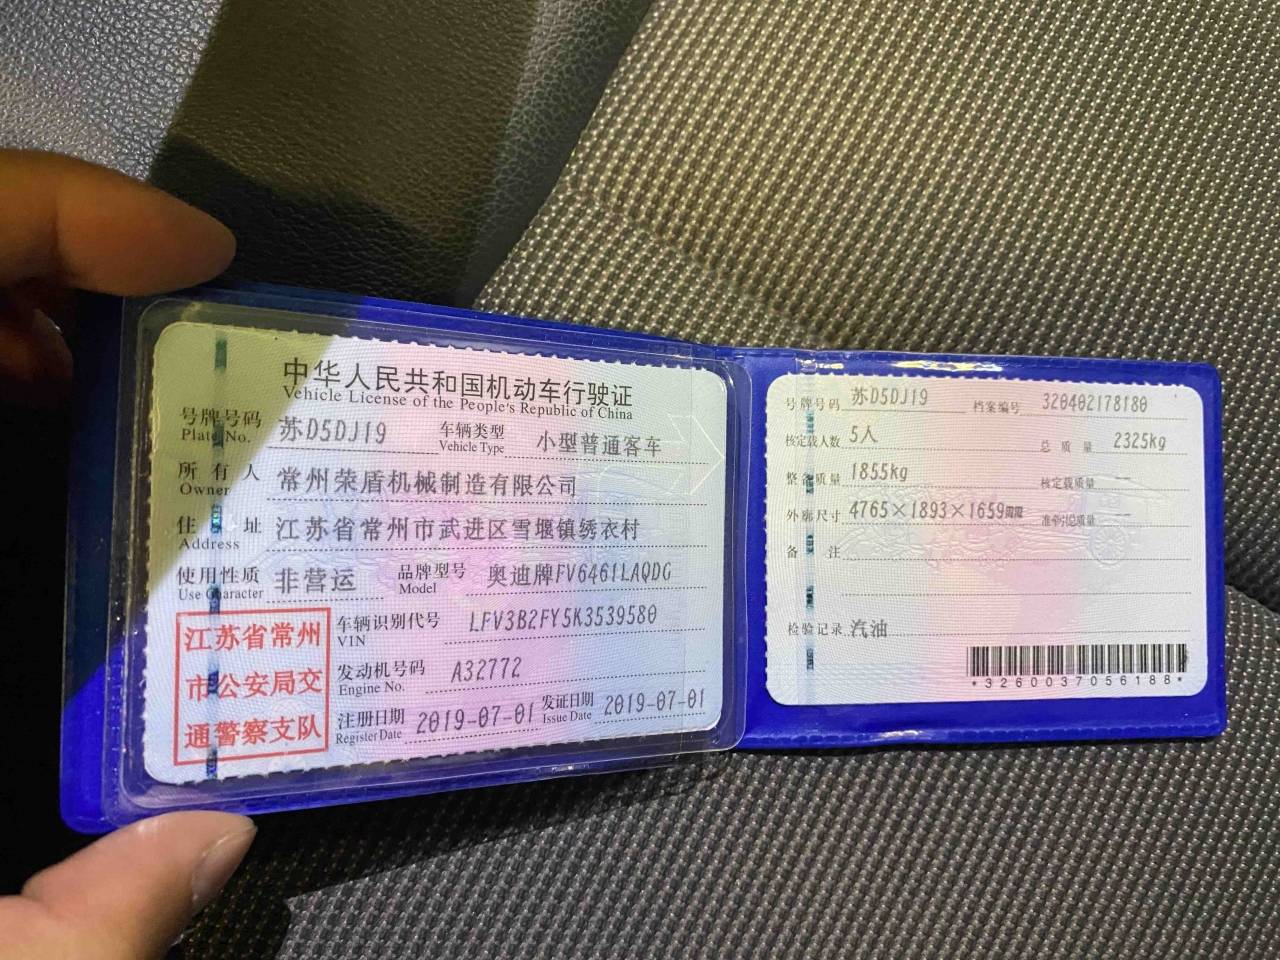 中华人民共和国机动车行驶证
Vehicle License of the People's Republic of China
号牌号码 苏D5DJ19 车辆类型 小型普通客车
Plate No. Vehicle Type
所有人 常州荣盾机械制造有限公司
Owner
住址 江苏省常州市武进区雪堰镇绣衣村
Address
使用性质 非营运 品牌型号 奥迪牌FV6461LAQDG
Use Character Model
江苏省常州
市公安局交
通警察支队
车辆识别代号 LFV3B2FY5K3539580
VIN
发动机号码 A32772
Engine No.
注册日期 2019-07-01 发证日期 2019-07-01
Register Date Issue Date
号牌号码 苏D5DJ19 档案编号 320402178180
核定载人数 5人 总质量 2325kg
整备质量 1855kg 核定载质量 --
外廓尺寸 4765×1893×1659mm 准牵引总质量 --
备注
检验记录 汽油
*3260037056188*